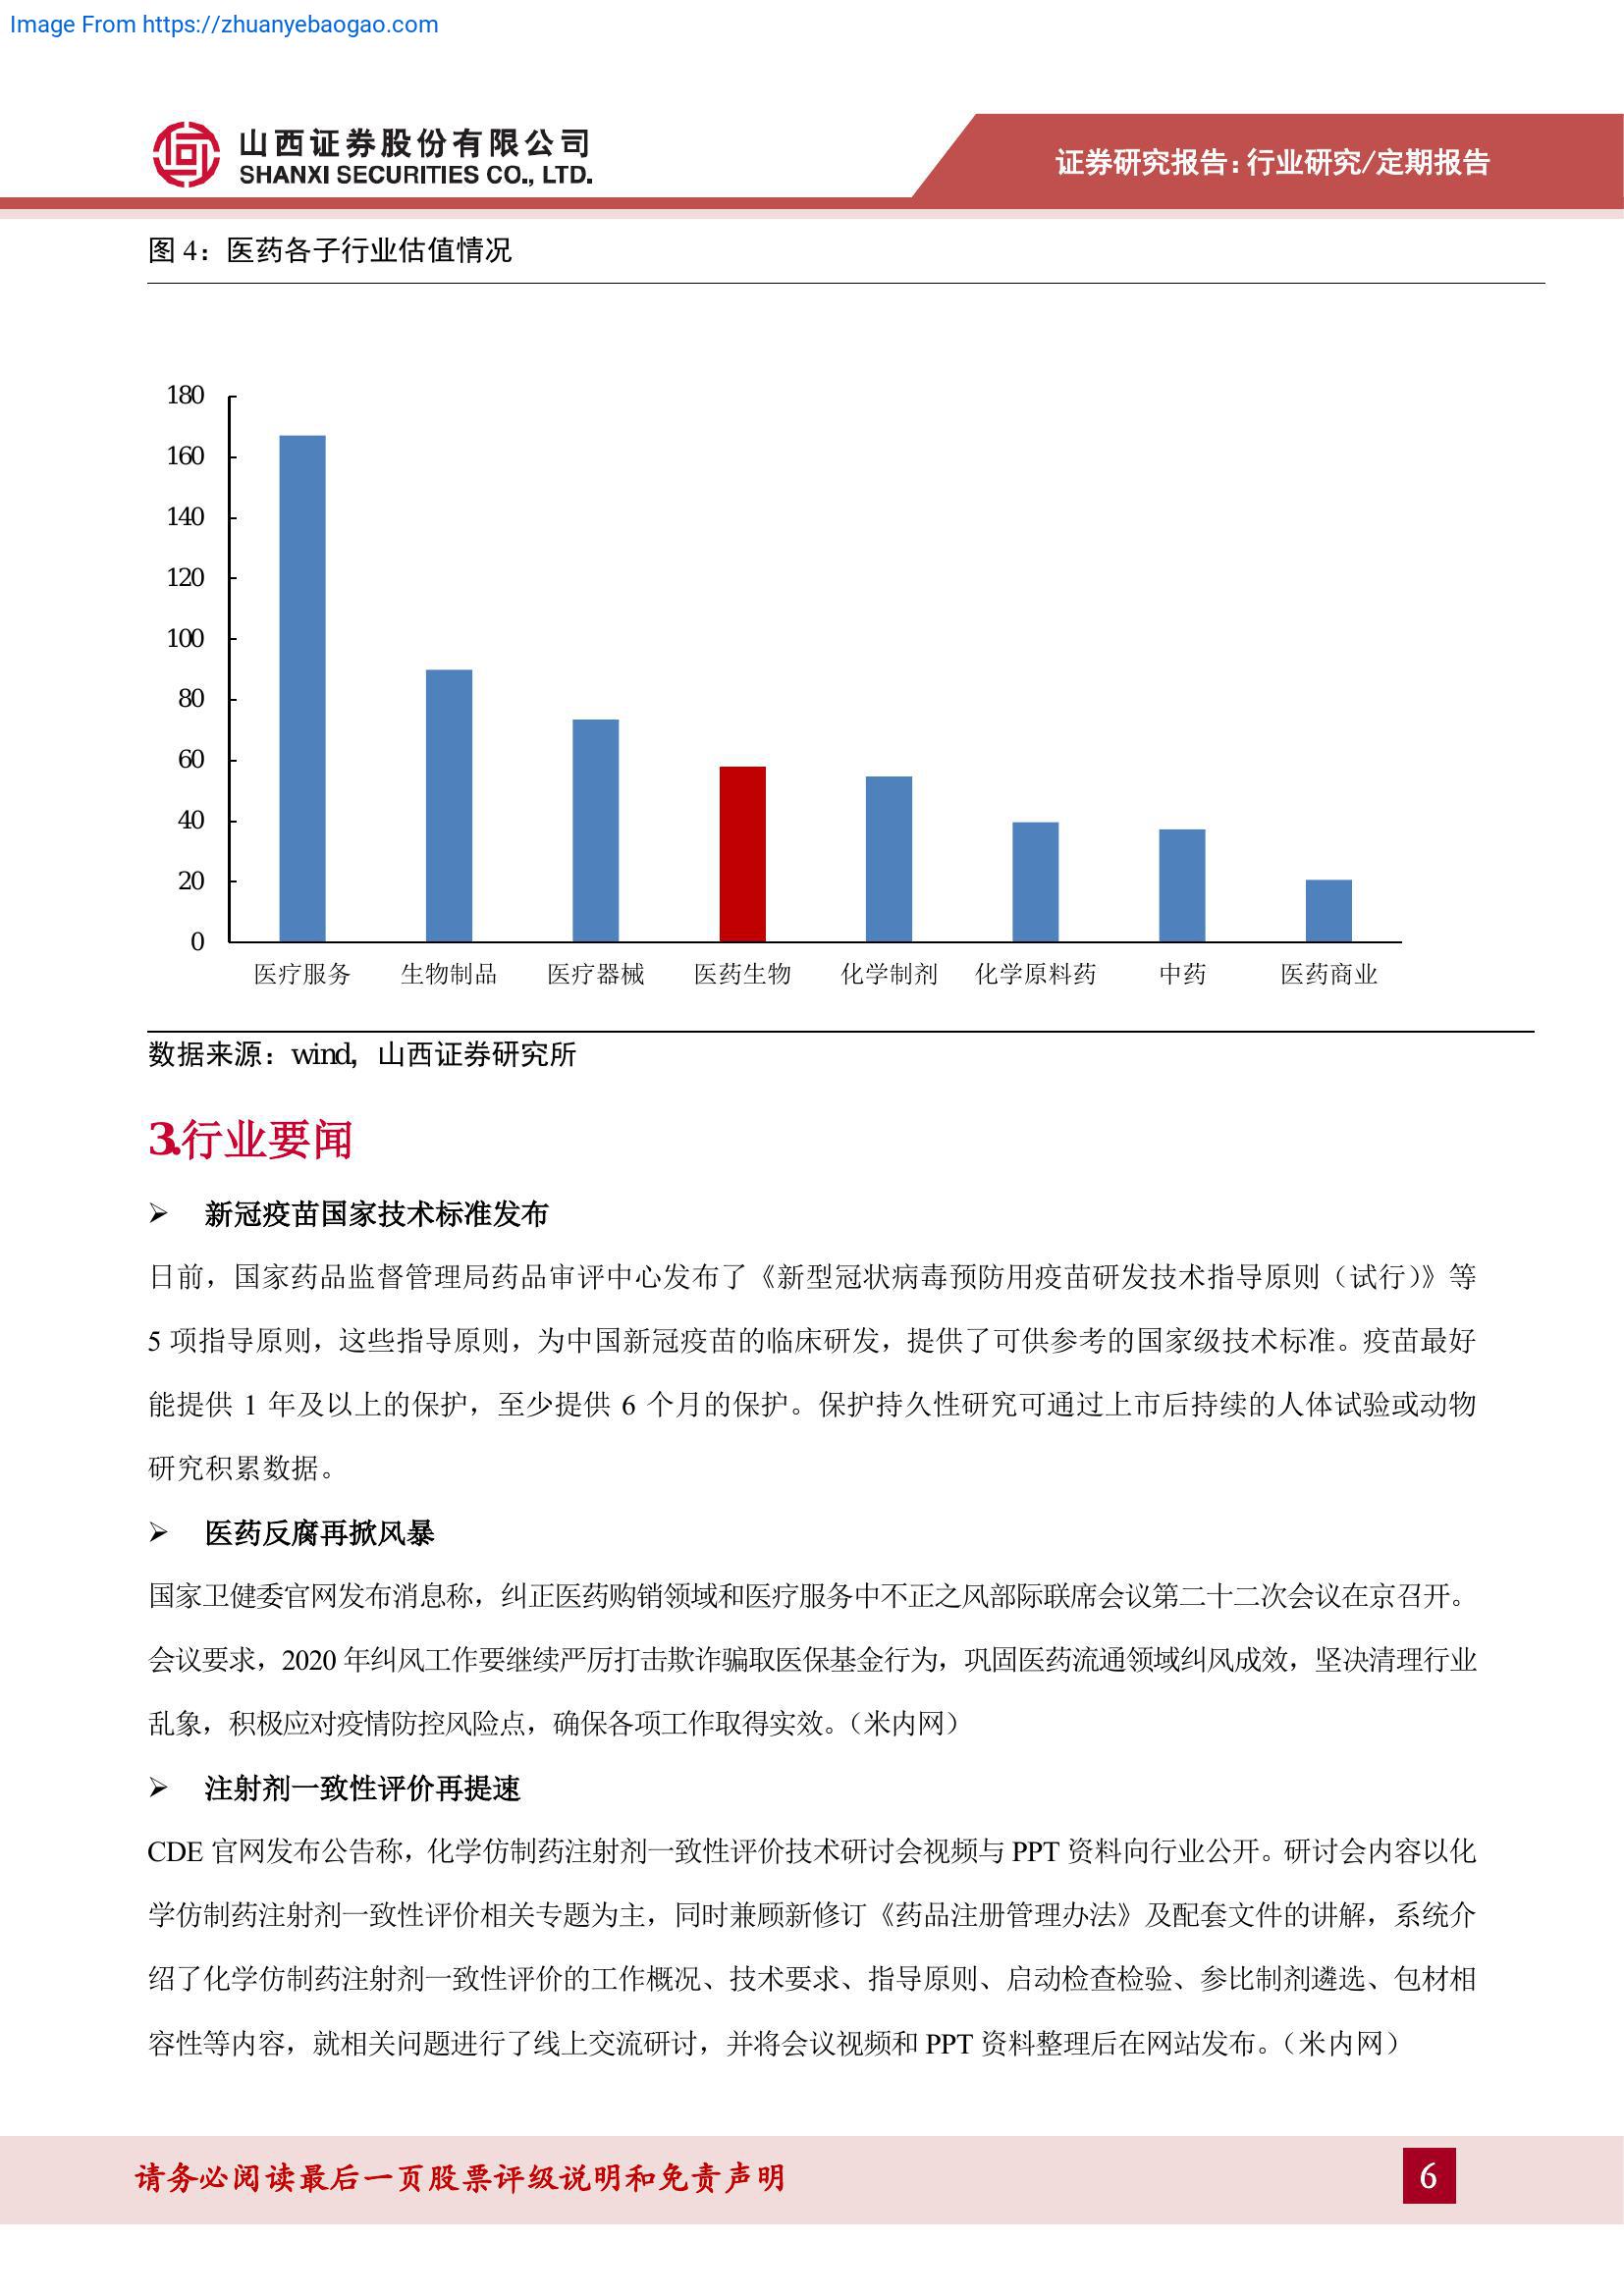 Image From https://zhuanyebaogao.com
山西证券股份有限公司
SHANXI SECURITIES CO., LTD.
证券研究报告：行业研究/定期报告
图 4：医药各子行业估值情况
180
160
140
120
100
80
60
40
20
0
医疗服务 生物制品 医疗器械 医药生物 化学制剂 化学原料药 中药 医药商业
数据来源：wind，山西证券研究所
3.行业要闻
➢ 新冠疫苗国家技术标准发布
日前，国家药品监督管理局药品审评中心发布了《新型冠状病毒预防用疫苗研发技术指导原则（试行）》等
5 项指导原则，这些指导原则，为中国新冠疫苗的临床研发，提供了可供参考的国家级技术标准。疫苗最好
能提供 1 年及以上的保护，至少提供 6 个月的保护。保护持久性研究可通过上市后持续的人体试验或动物
研究积累数据。
➢ 医药反腐再掀风暴
国家卫健委官网发布消息称，纠正医药购销领域和医疗服务中不正之风部际联席会议第二十二次会议在京召开。
会议要求，2020 年纠风工作要继续严厉打击欺诈骗取医保基金行为，巩固医药流通领域纠风成效，坚决清理行业
乱象，积极应对疫情防控风险点，确保各项工作取得实效。（米内网）
➢ 注射剂一致性评价再提速
CDE 官网发布公告称，化学仿制药注射剂一致性评价技术研讨会视频与 PPT 资料向行业公开。研讨会内容以化
学仿制药注射剂一致性评价相关专题为主，同时兼顾新修订《药品注册管理办法》及配套文件的讲解，系统介
绍了化学仿制药注射剂一致性评价的工作概况、技术要求、指导原则、启动检查检验、参比制剂遴选、包材相
容性等内容，就相关问题进行了线上交流研讨，并将会议视频和 PPT 资料整理后在网站发布。（米内网）
请务必阅读最后一页股票评级说明和免责声明
6